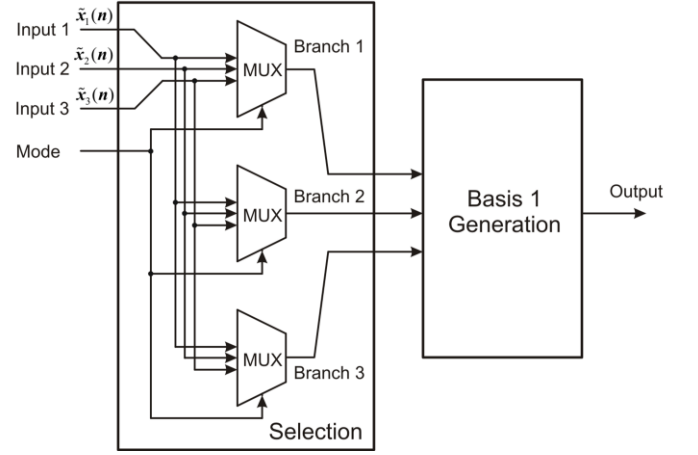 Input 1 x̃₁(n)
Input 2 x̃₂(n)
Input 3 x̃₃(n)
Mode
MUX
Branch 1
MUX
Branch 2
MUX
Branch 3
Selection
Basis 1
Generation
Output